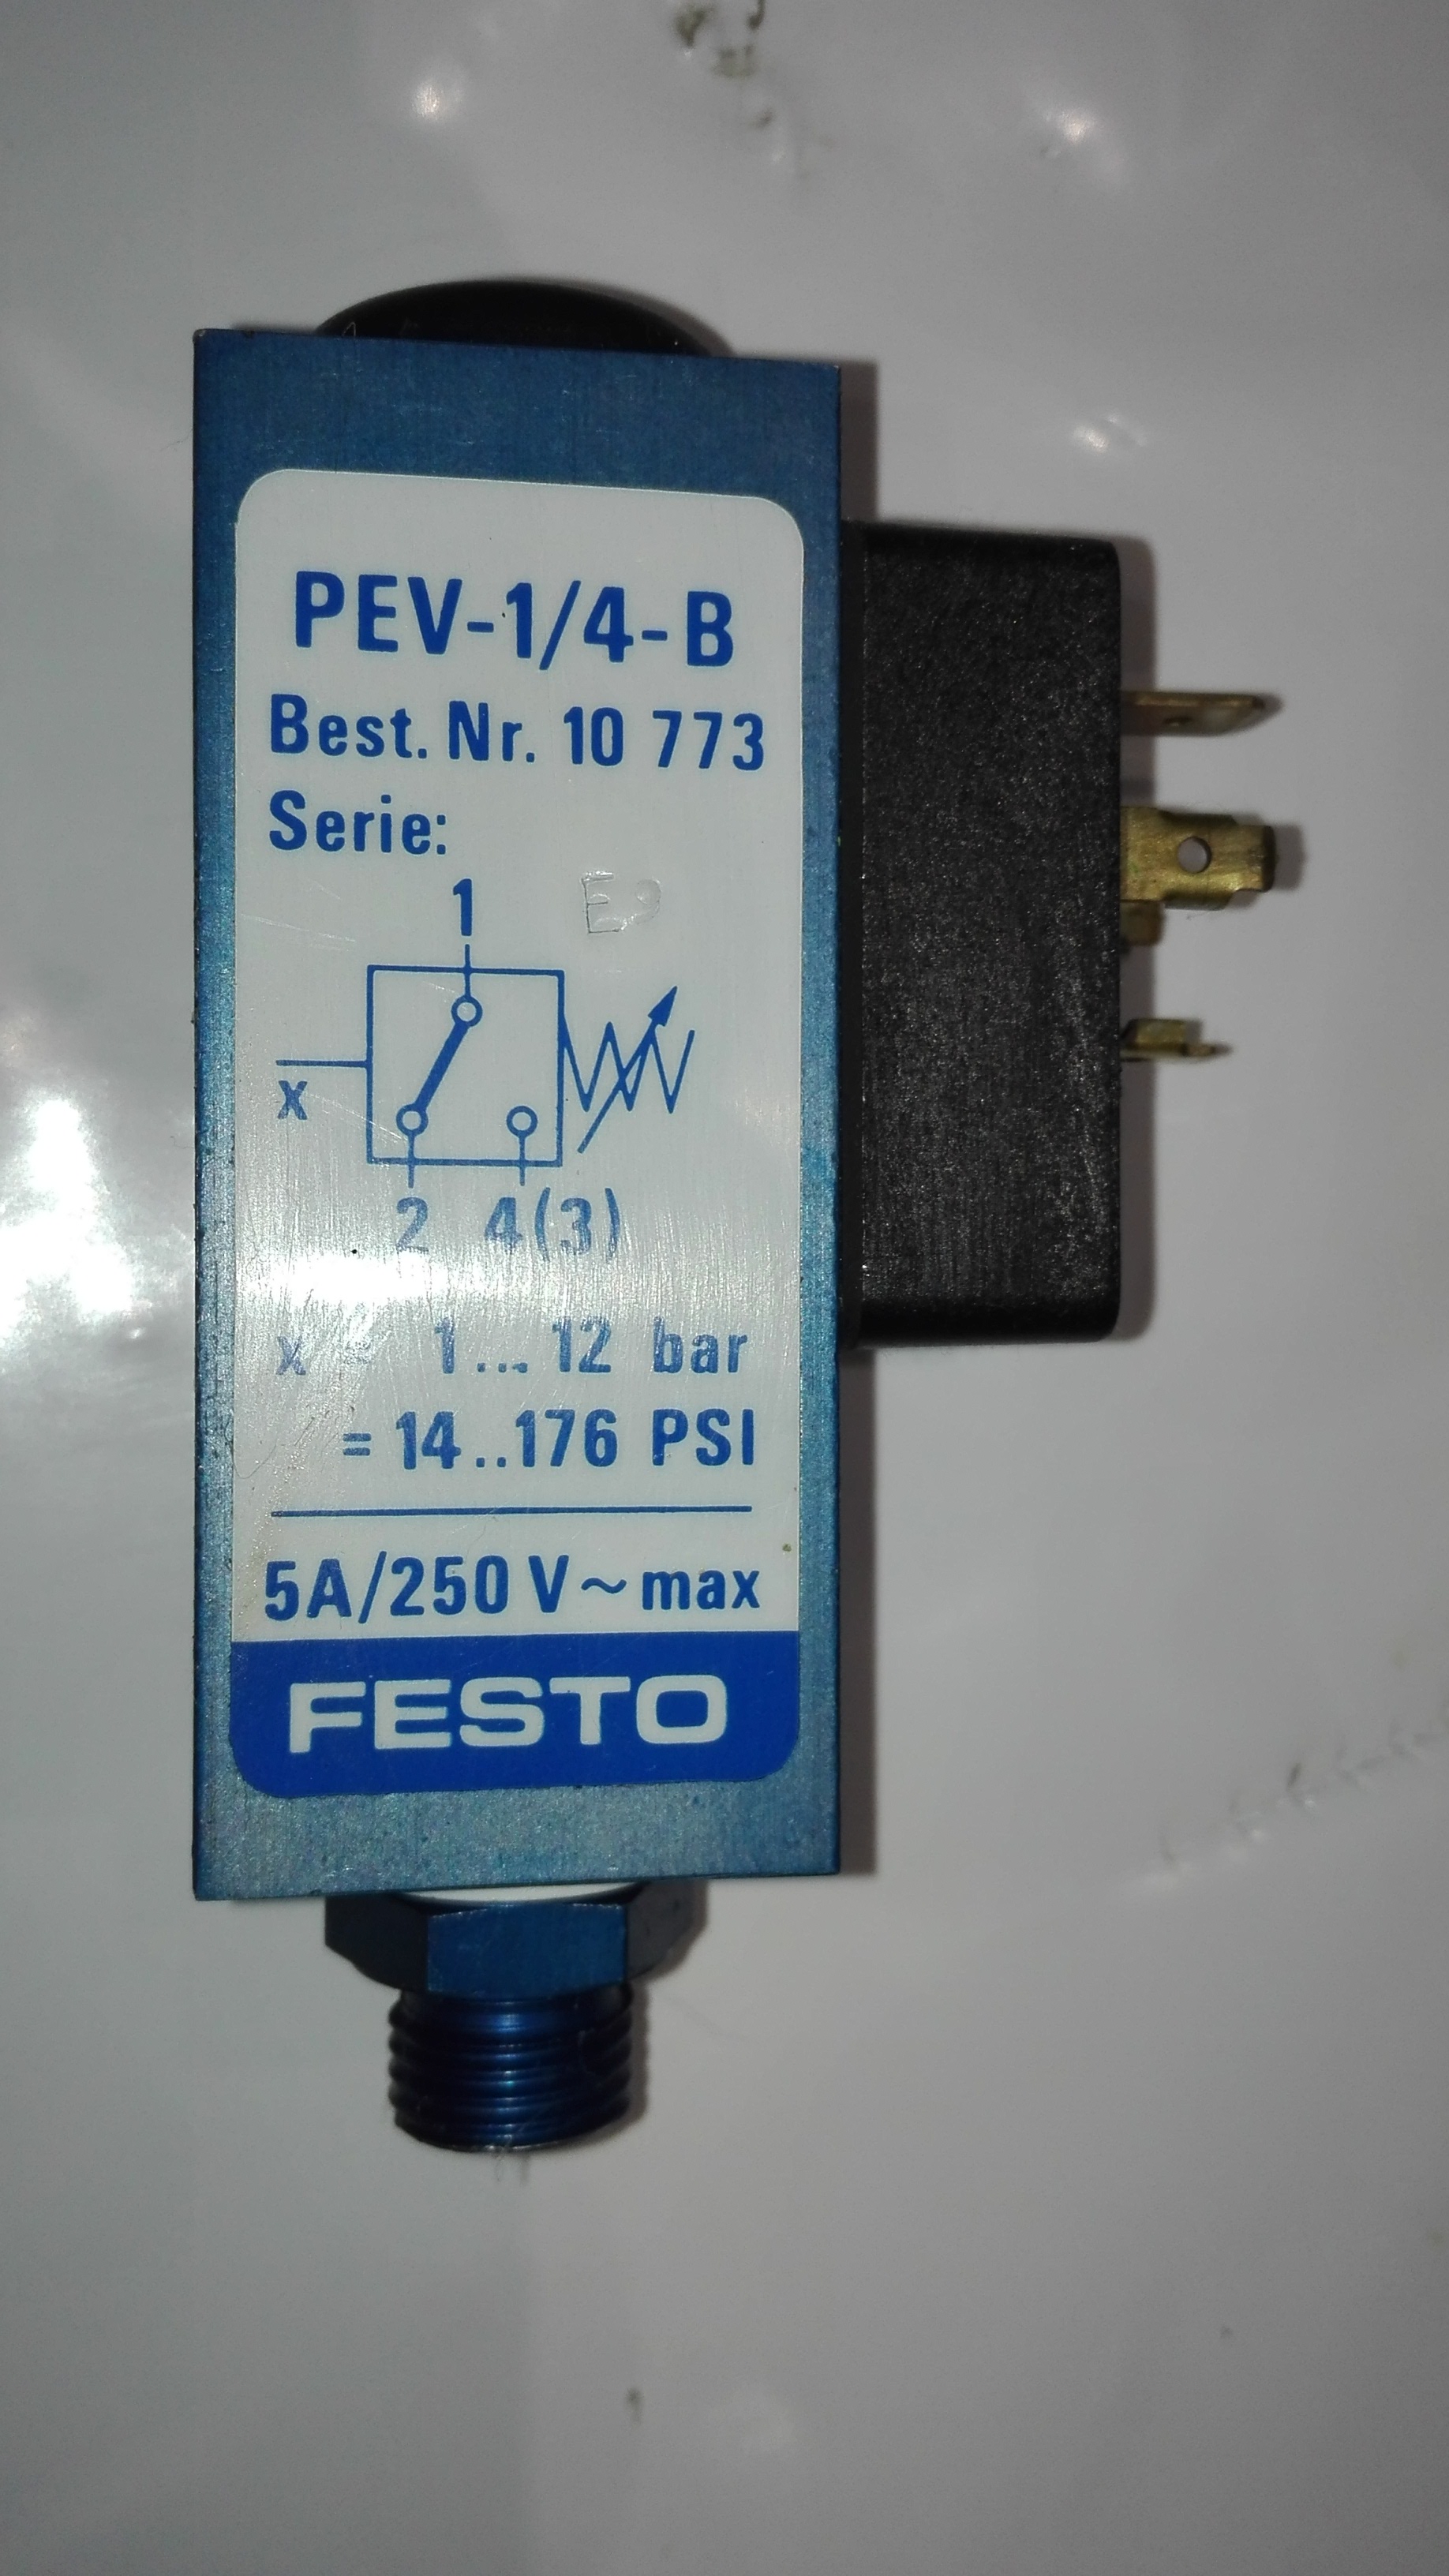 PEV-1/4-B
Best. Nr. 10 773
Serie:
E9
1
x
2 4(3)
x = 1... 12 bar
= 14..176 PSI
5A/250 V~max
FESTO